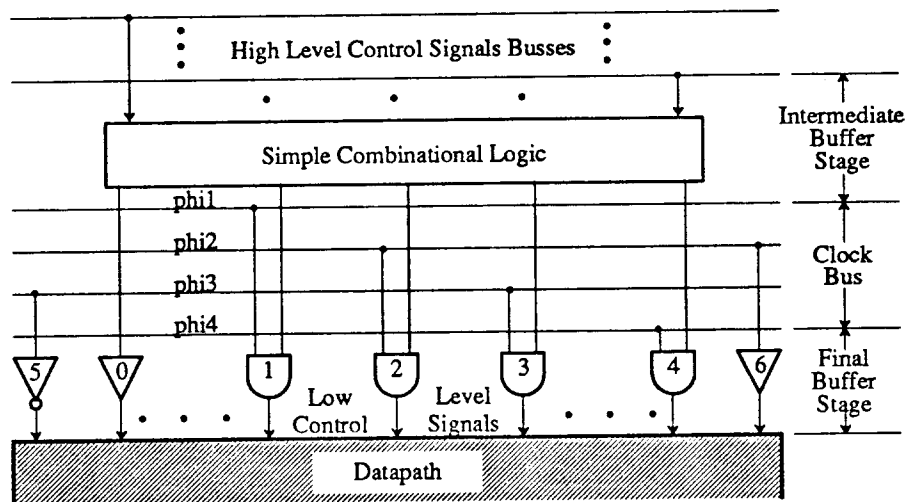 High Level Control Signals Busses
Intermediate
Buffer
Stage
Simple Combinational Logic
phi1
phi2
Clock
Bus
phi3
phi4
5
0
1
2
3
4
6
Final
Buffer
Stage
Low
Control
Level
Signals
Datapath